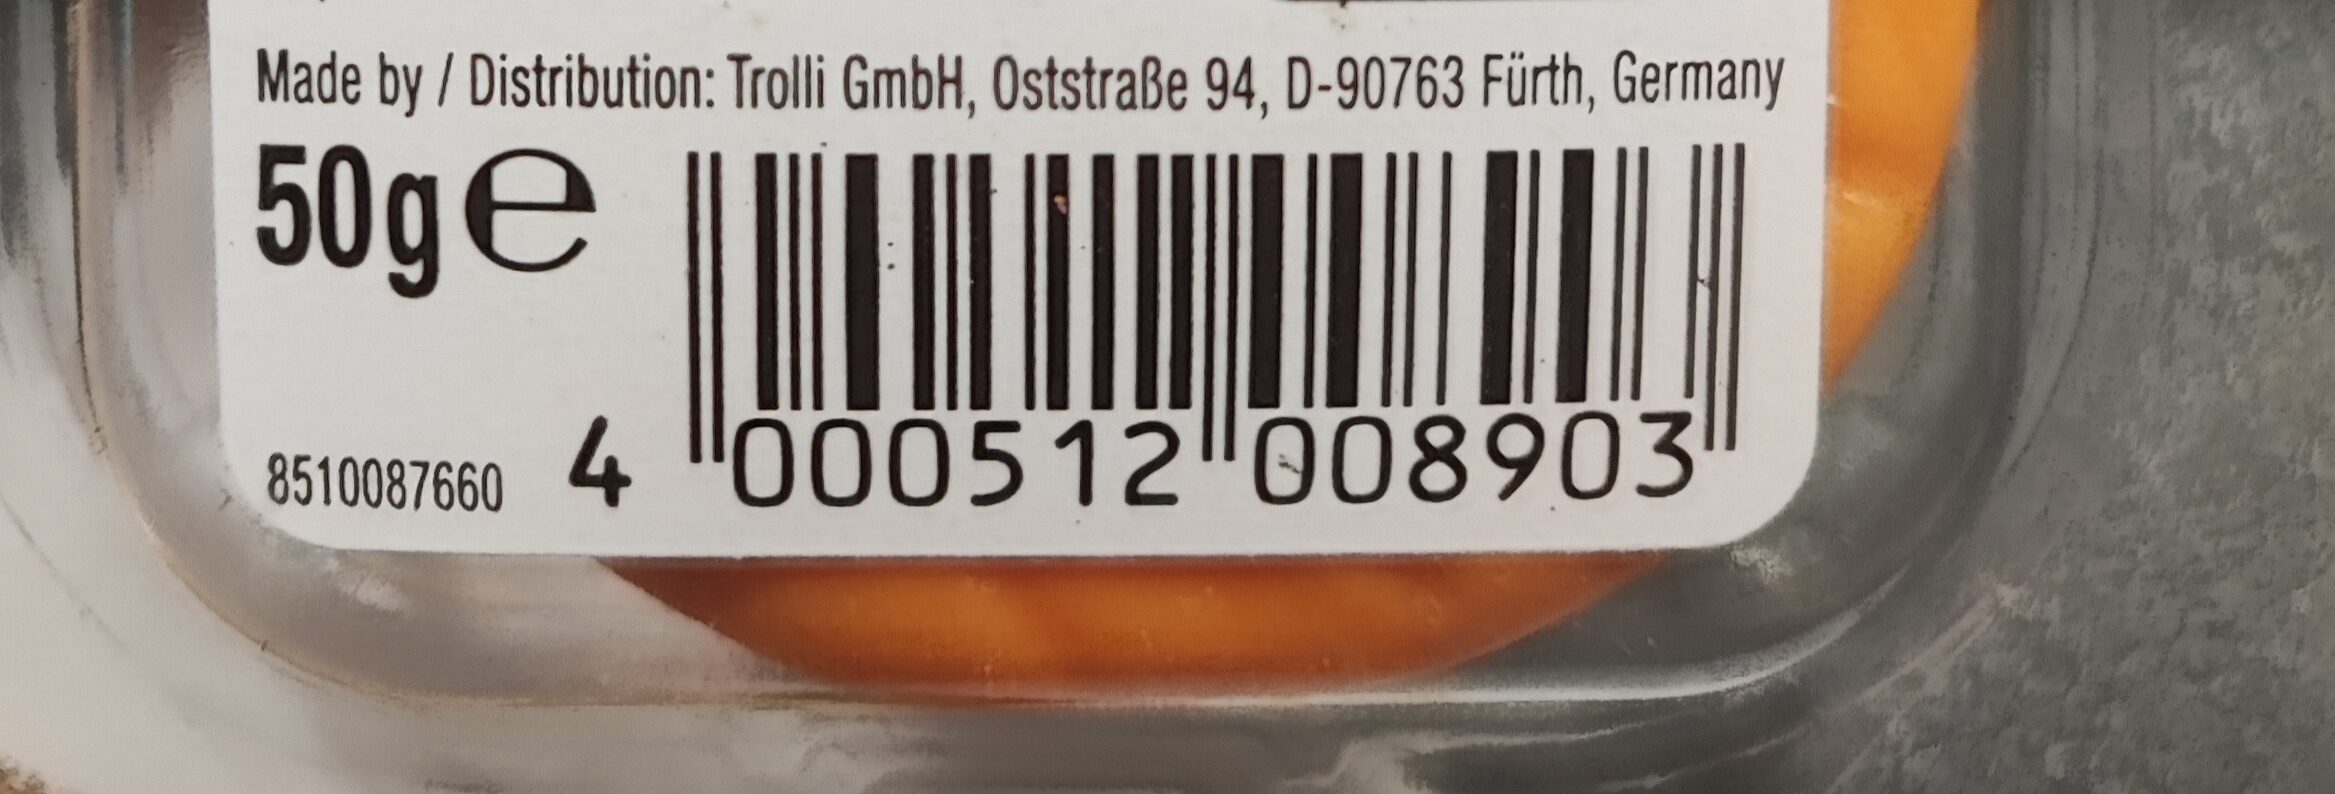 Made by / Distribution: Trolli GmbH, Oststraße 94, D-90763 Fürth, Germany
50g ℮
8510087660 4 000512 008903